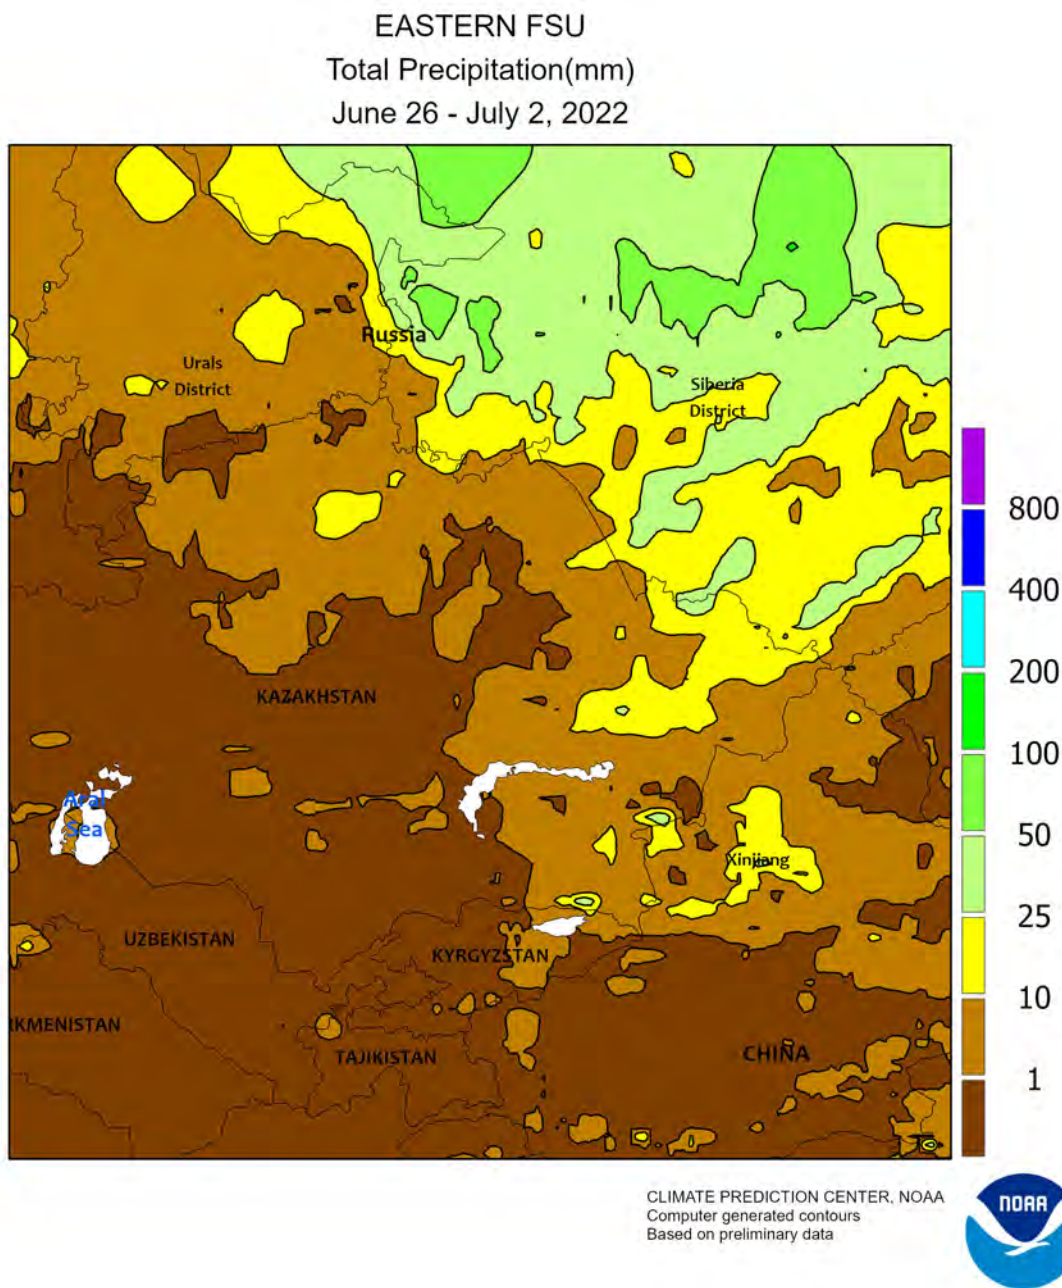 EASTERN FSU
Total Precipitation(mm)
June 26 - July 2, 2022
Russia
Urals
District
Siberia
District
800
400
200
KAZAKHSTAN
100
Aral
Sea
50
Xinjiang
25
UZBEKISTAN
KYRGYZSTAN
10
RKMENISTAN
TAJIKISTAN
CHINA
1
CLIMATE PREDICTION CENTER, NOAA
Computer generated contours
Based on preliminary data
NOAA